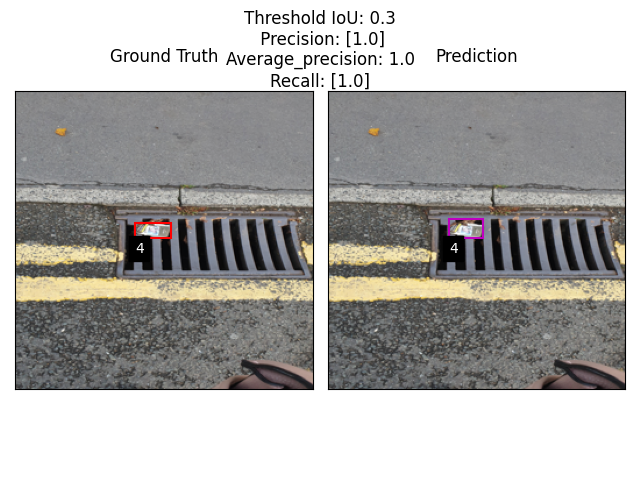 Threshold IoU: 0.3
Precision: [1.0]
Ground Truth
Average_precision: 1.0
Prediction
Recall: [1.0]
4
4